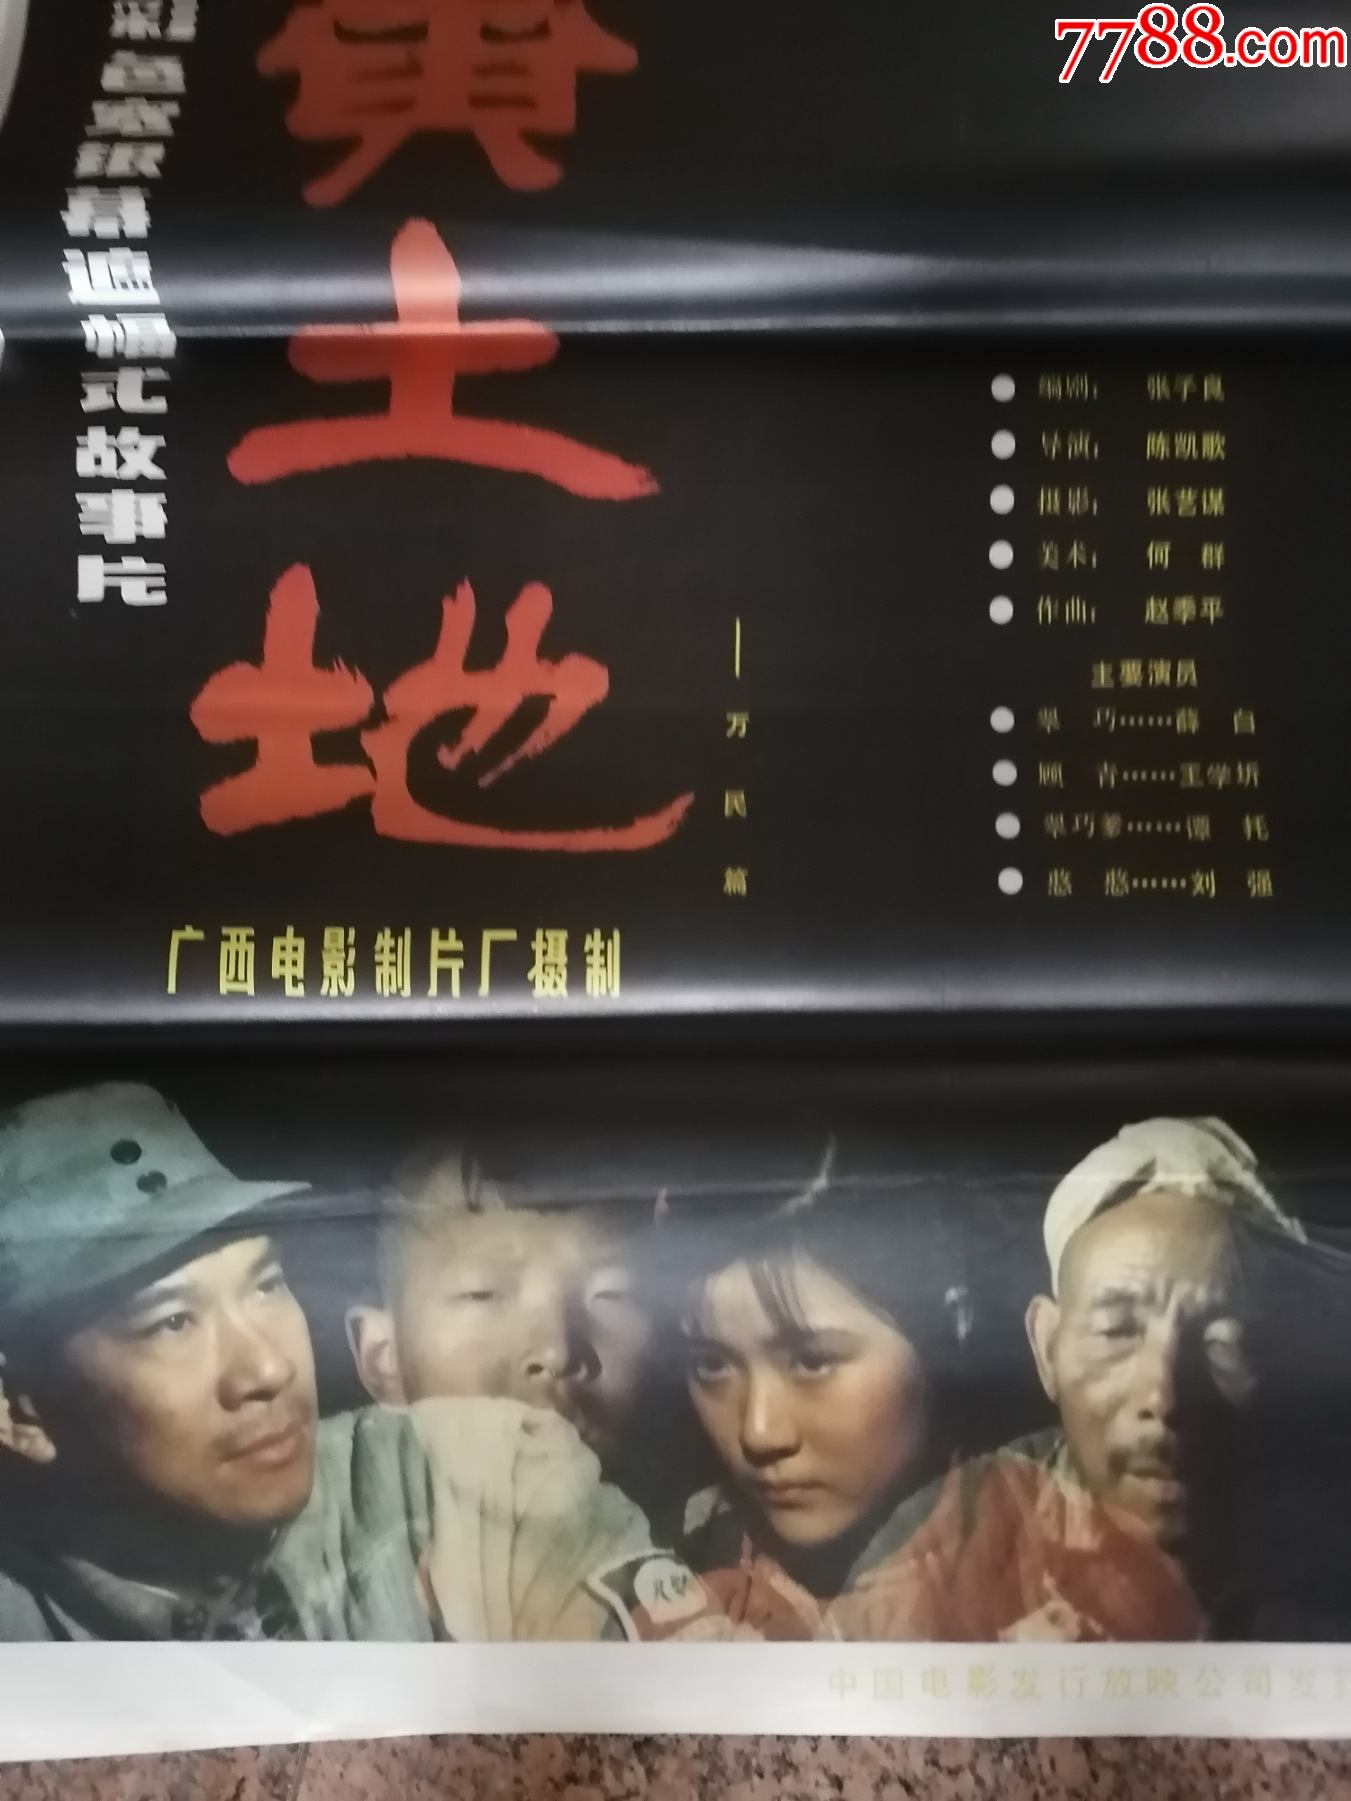 7788.com
彩色宽银幕遮幅式故事片
黄土地
——万民篇
广西电影制片厂摄制
编剧： 张子良
导演： 陈凯歌
摄影： 张艺谋
美术： 何 群
作曲： 赵季平
主要演员
翠 巧……薛 白
顾 青……王学圻
翠巧爹……谭 托
憨 憨……刘 强
八路
中国电影发行放映公司发行